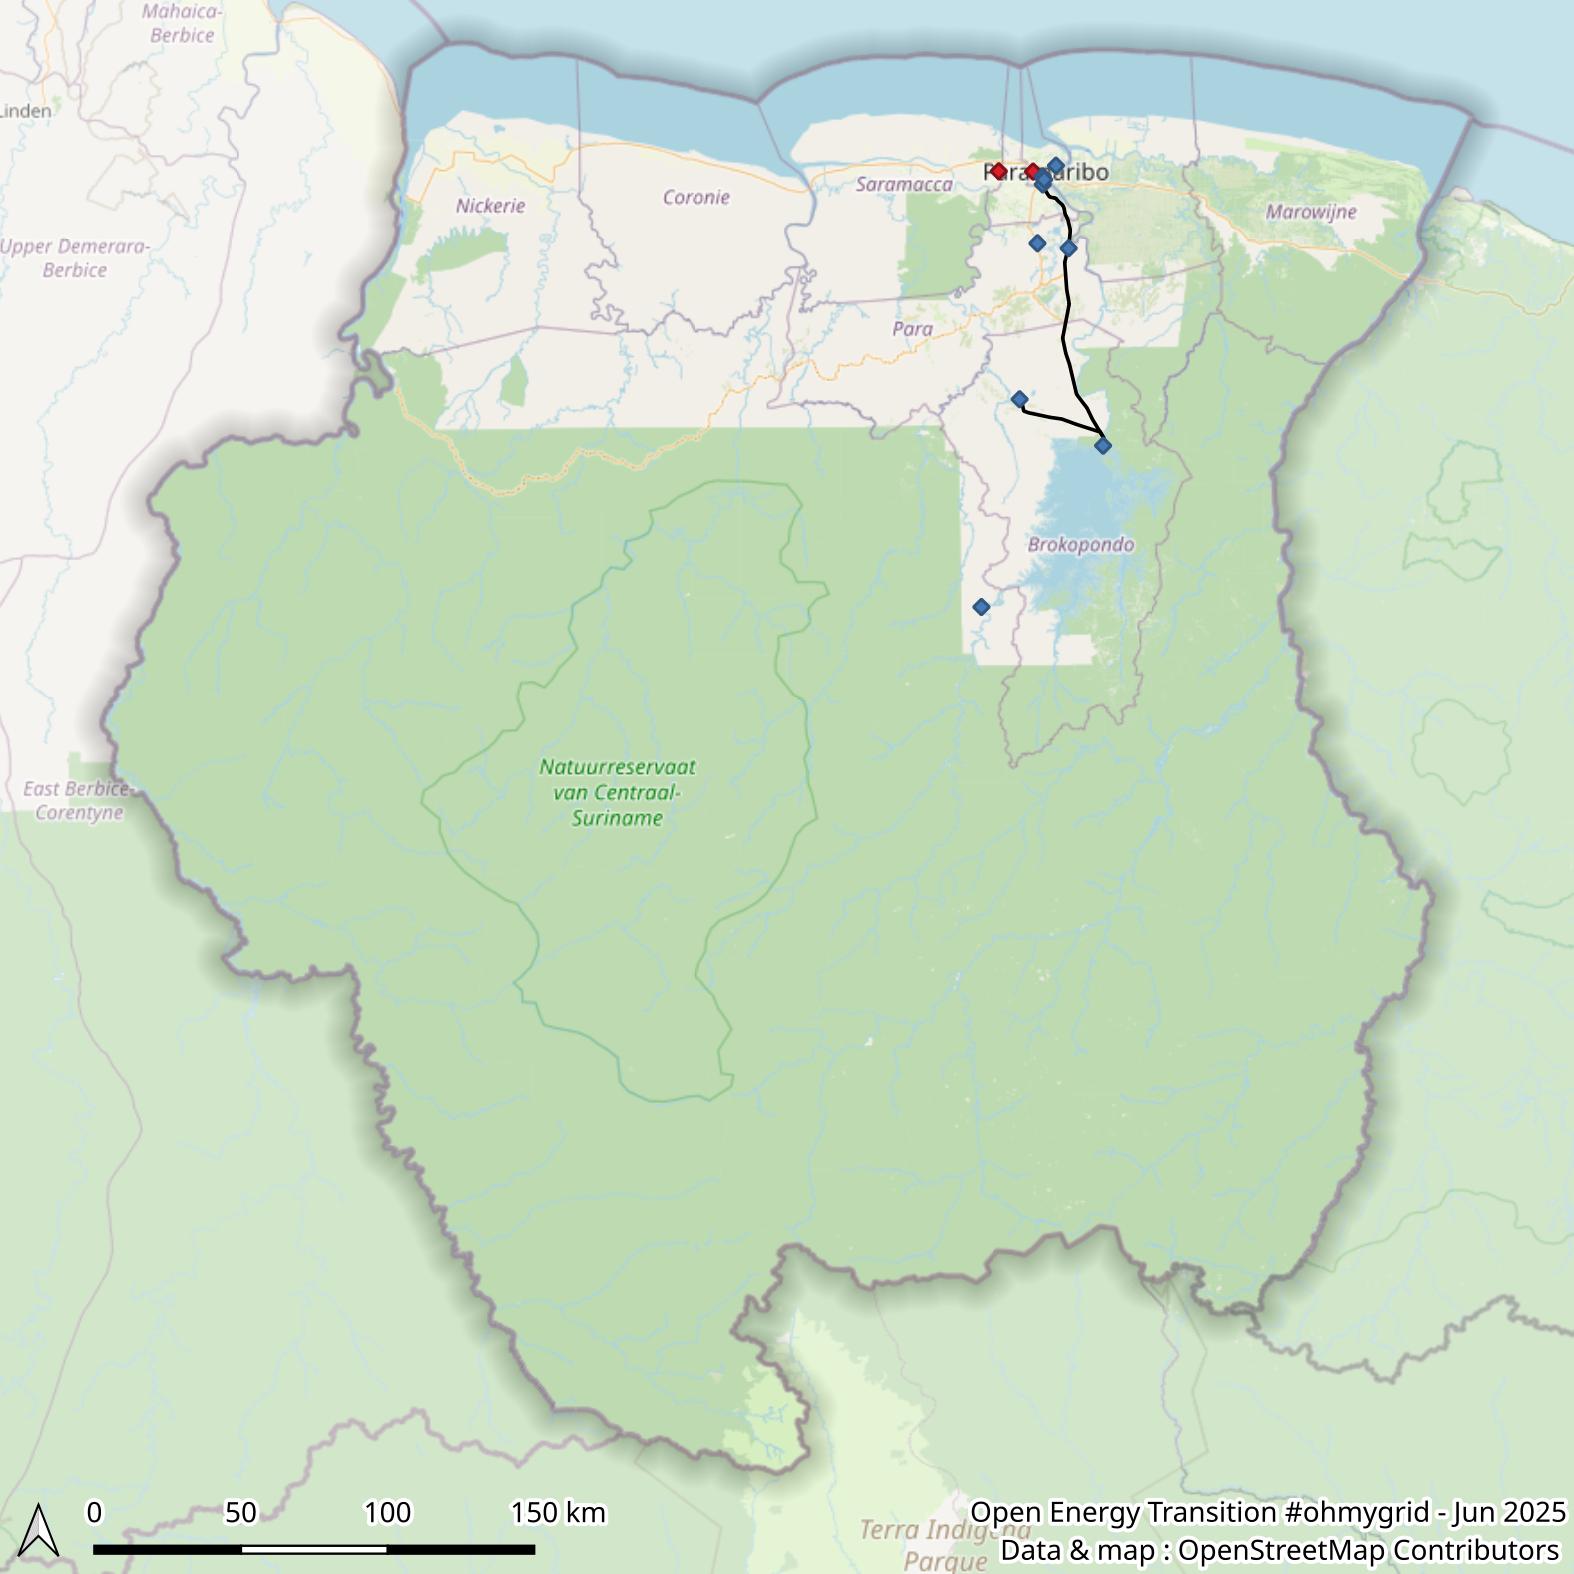 Mahaica-
Berbice
Linden
Paramaribo
Saramacca
Coronie
Nickerie
Marowijne
Upper Demerara-
Berbice
Para
Brokopondo
Natuurreservaat
van Centraal-
Suriname
East Berbice-
Corentyne
0 50 100 150 km
Open Energy Transition #ohmygrid - Jun 2025
Terra Indígena
Parque
Data & map : OpenStreetMap Contributors